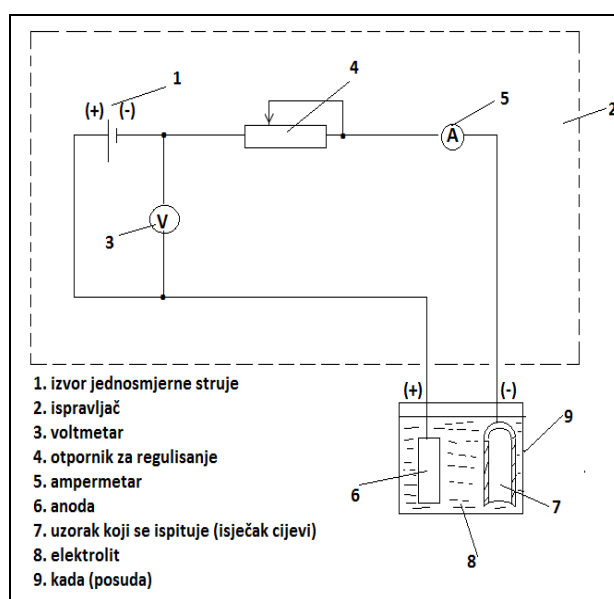 1
4
5
2
(+) (-)
A
V
3
1. izvor jednosmjerne struje
2. ispravljač
3. voltmetar
4. otpornik za regulisanje
5. ampermetar
6. anoda
7. uzorak koji se ispituje (isječak cijevi)
8. elektrolit
9. kada (posuda)
(+) (-)
9
6
7
8